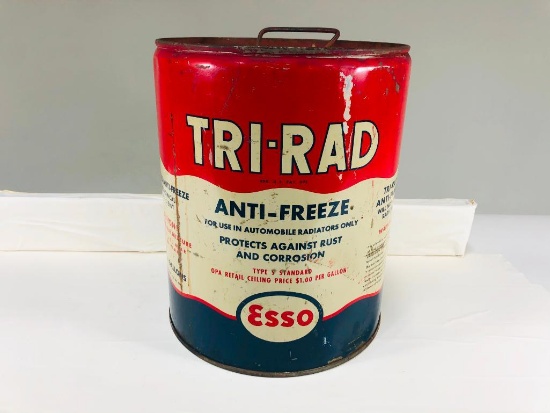 TRI-RAD
ANTI-FREEZE
FOR USE IN AUTOMOBILE RADIATORS ONLY
PROTECTS AGAINST RUST
AND CORROSION
TYPE S STANDARD
OPA RETAIL CEILING PRICE $1.00 PER GALLON
Esso